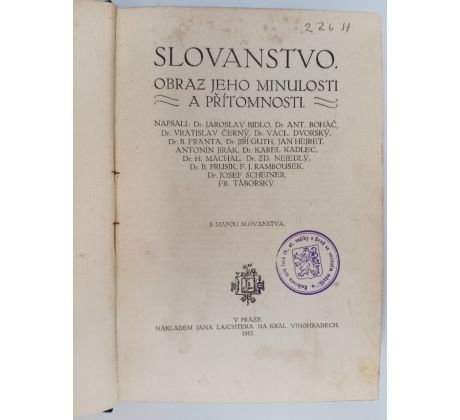 226 H
SLOVANSTVO.
OBRAZ JEHO MINULOSTI
A PŘÍTOMNOSTI.
NAPSALI: Dr. JAROSLAV BIDLO, Dr. ANT. BOHÁČ,
Dr. VRATISLAV ČERNÝ, Dr. VÁCL. DVORSKÝ,
Dr. B. FRANTA, Dr. JIŘÍ GUTH, JAN HEJRET,
ANTONÍN JIRÁK, Dr. KAREL KADLEC,
Dr. H. MÁCHAL, Dr. ZD. NEJEDLÝ,
Dr. B. PRUSÍK, F. J. RAMBOUSEK,
Dr. JOSEF SCHEINER,
FR. TÁBORSKÝ.
S MAPOU SLOVANSTVA.
V PRAZE.
NÁKLADEM JANA LAICHTERA NA KRÁL. VINOHRADECH.
1912.